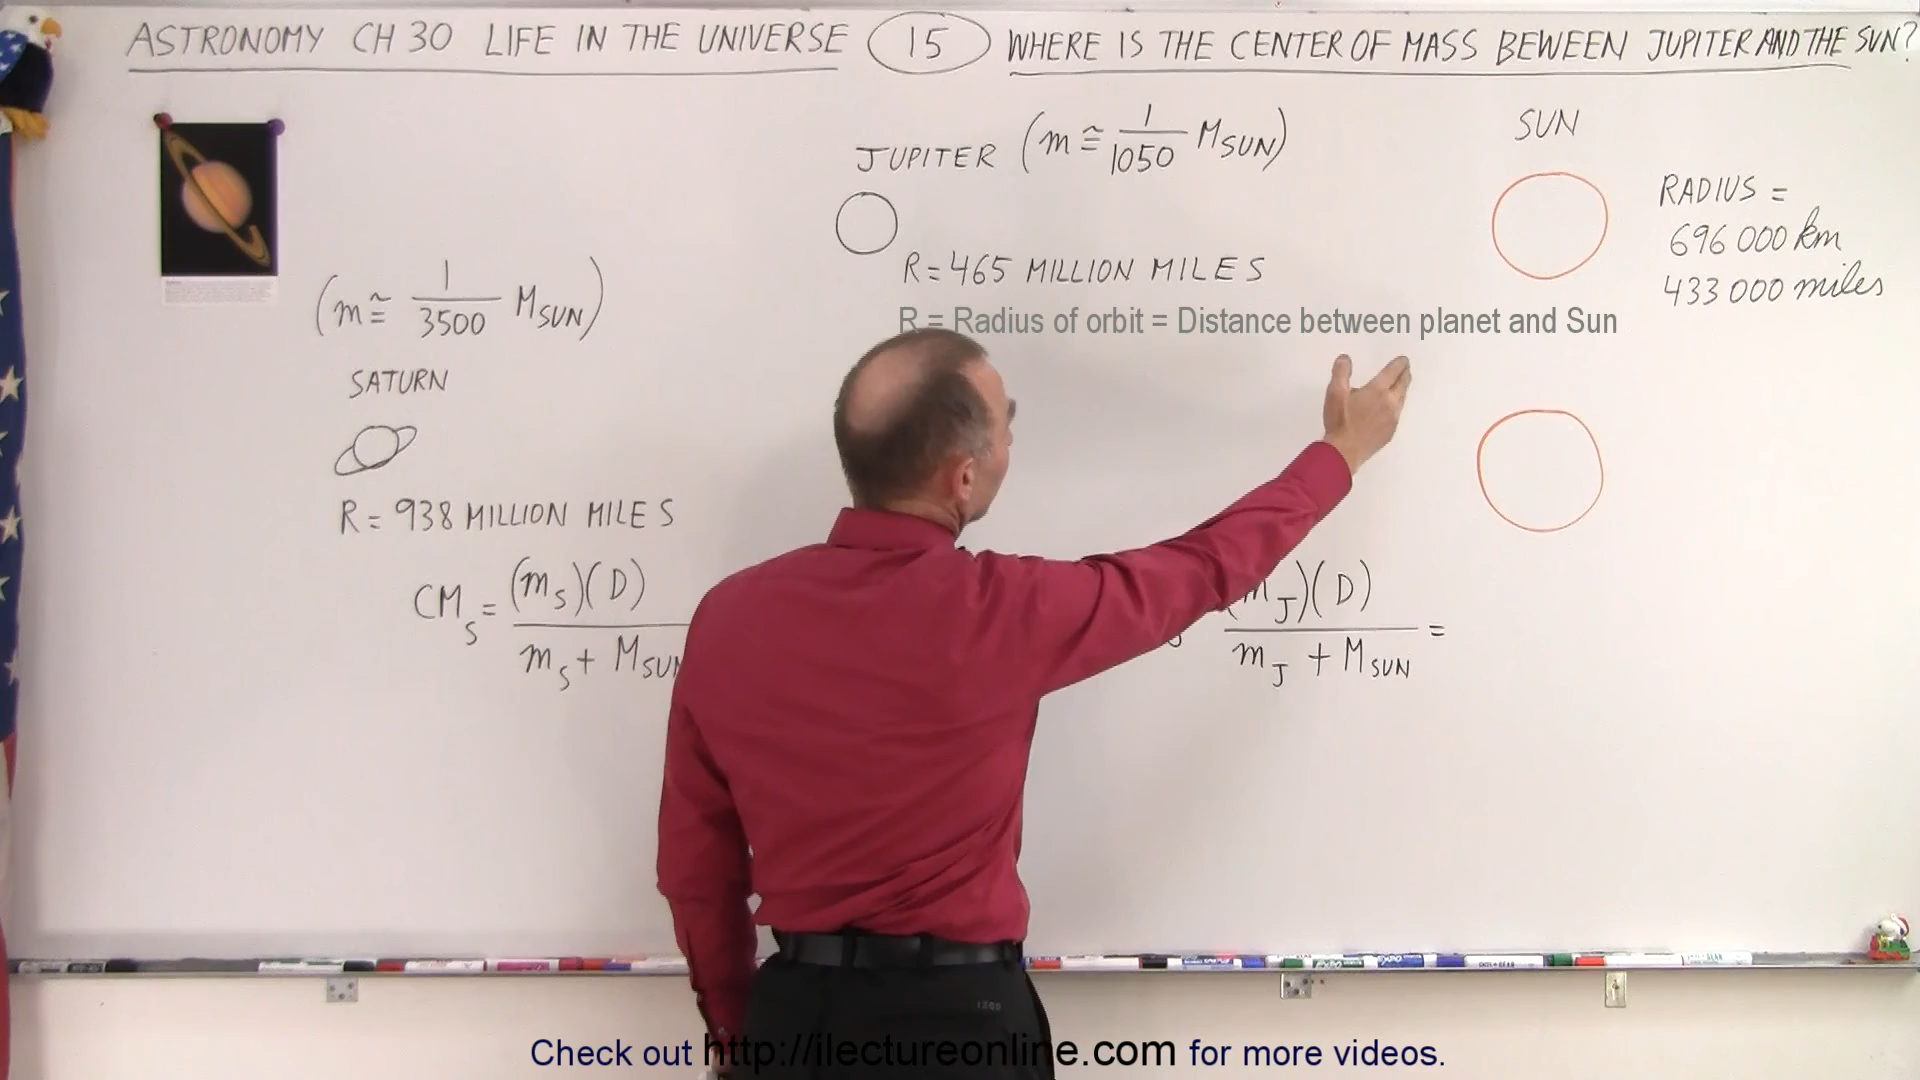 ASTRONOMY CH 30 LIFE IN THE UNIVERSE 15 WHERE IS THE CENTER OF MASS BEWEEN JUPITER AND THE SUN?
JUPITER (m ≅ 1/1050 MSUN)
SUN
RADIUS =
696 000 km
433 000 miles
R = 465 MILLION MILES
R = Radius of orbit = Distance between planet and Sun
(m ≅ 1/3500 MSUN)
SATURN
R = 938 MILLION MILES
CMS = (mS)(D)
mS + MSUN
mJ)(D)
mJ + MSUN =
Check out http://ilectureonline.com for more videos.